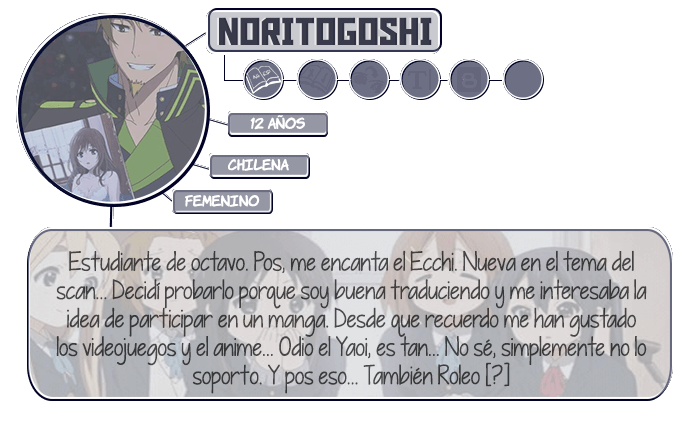 NORITOGOSHI
12 AÑOS
CHILENA
FEMENINO
Estudiante de octavo. Pos, me encanta el Ecchi. Nueva en el tema del
scan... Decidí probarlo porque soy buena traduciendo y me interesaba la
idea de participar en un manga. Desde que recuerdo me han gustado
los videojuegos y el anime... Odio el Yaoi, es tan... No sé, simplemente no lo
soporto. Y pos eso... También Roleo [?]